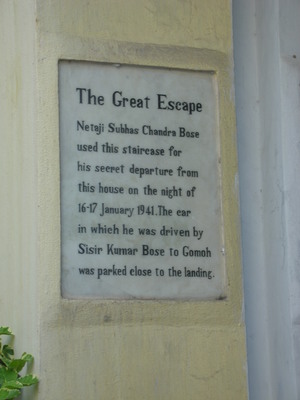 The Great Escape
Netaji Subhas Chandra Bose
used this staircase for
his secret departure from
this house on the night of
16-17 January 1941.The car
in which he was driven by
Sisir Kumar Bose to Gomoh
was parked close to the landing.